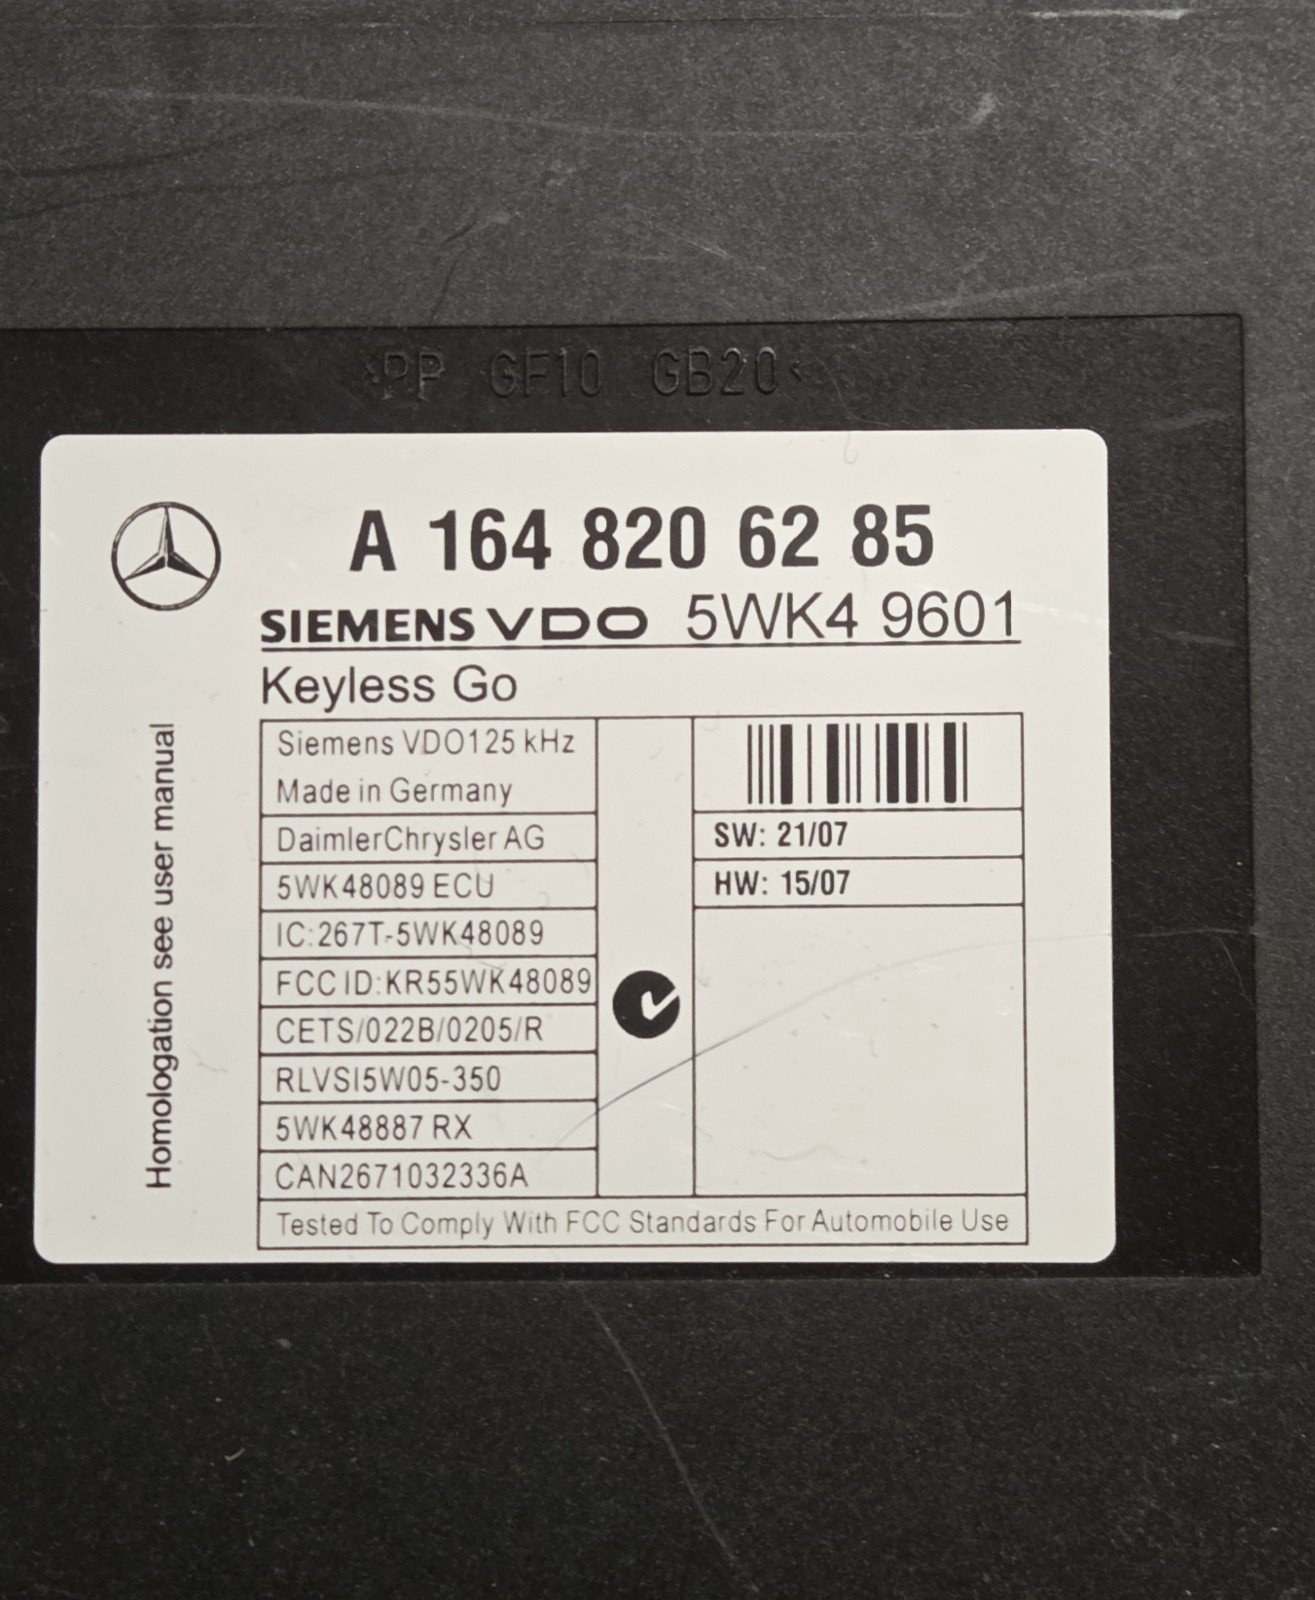 >PP GF10 GB20<
A 164 820 62 85
SIEMENS VDO 5WK4 9601
Keyless Go
Homologation see user manual
Siemens VDO125 kHz
Made in Germany
DaimlerChrysler AG
5WK48089 ECU
IC:267T-5WK48089
FCC ID:KR55WK48089
CETS/022B/0205/R
RLVSI5W05-350
5WK48887 RX
CAN2671032336A
SW: 21/07
HW: 15/07
Tested To Comply With FCC Standards For Automobile Use